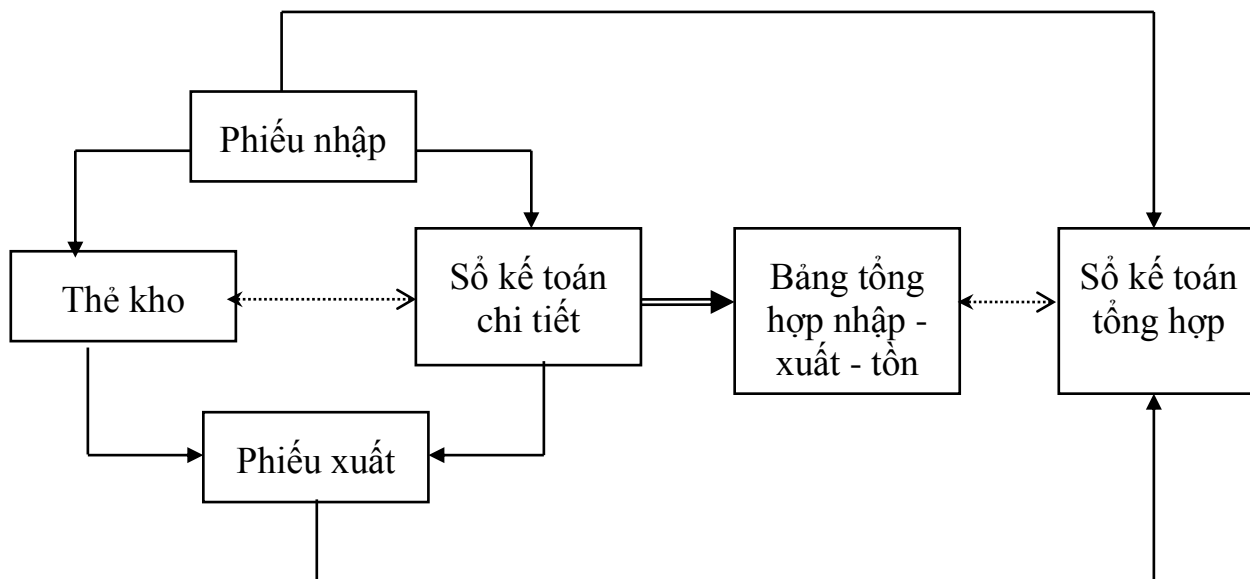 Phiếu nhập
Thẻ kho
Sổ kế toán
chi tiết
Bảng tổng
hợp nhập -
xuất - tồn
Sổ kế toán
tổng hợp
Phiếu xuất